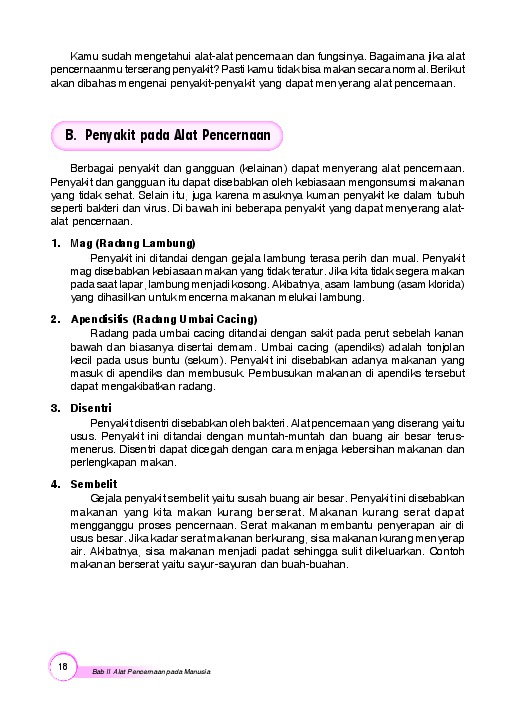 Kamu sudah mengetahui alat-alat pencernaan dan fungsinya. Bagaimana jika alat
pencernaanmu terserang penyakit? Pasti kamu tidak bisa makan secara normal. Berikut
akan dibahas mengenai penyakit-penyakit yang dapat menyerang alat pencernaan.
B. Penyakit pada Alat Pencernaan
Berbagai penyakit dan gangguan (kelainan) dapat menyerang alat pencernaan.
Penyakit dan gangguan itu dapat disebabkan oleh kebiasaan mengonsumsi makanan
yang tidak sehat. Selain itu, juga karena masuknya kuman penyakit ke dalam tubuh
seperti bakteri dan virus. Di bawah ini beberapa penyakit yang dapat menyerang alat-
alat pencernaan.
1. Mag (Radang Lambung)
Penyakit ini ditandai dengan gejala lambung terasa perih dan mual. Penyakit
mag disebabkan kebiasaan makan yang tidak teratur. Jika kita tidak segera makan
pada saat lapar, lambung menjadi kosong. Akibatnya, asam lambung (asam klorida)
yang dihasilkan untuk mencerna makanan melukai lambung.
2. Apendisitis (Radang Umbai Cacing)
Radang pada umbai cacing ditandai dengan sakit pada perut sebelah kanan
bawah dan biasanya disertai demam. Umbai cacing (apendiks) adalah tonjolan
kecil pada usus buntu (sekum). Penyakit ini disebabkan adanya makanan yang
masuk di apendiks dan membusuk. Pembusukan makanan di apendiks tersebut
dapat mengakibatkan radang.
3. Disentri
Penyakit disentri disebabkan oleh bakteri. Alat pencernaan yang diserang yaitu
usus. Penyakit ini ditandai dengan muntah-muntah dan buang air besar terus-
menerus. Disentri dapat dicegah dengan cara menjaga kebersihan makanan dan
perlengkapan makan.
4. Sembelit
Gejala penyakit sembelit yaitu susah buang air besar. Penyakit ini disebabkan
makanan yang kita makan kurang berserat. Makanan kurang serat dapat
mengganggu proses pencernaan. Serat makanan membantu penyerapan air di
usus besar. Jika kadar serat makanan berkurang, sisa makanan kurang menyerap
air. Akibatnya, sisa makanan menjadi padat sehingga sulit dikeluarkan. Contoh
makanan berserat yaitu sayur-sayuran dan buah-buahan.
18
Bab II Alat Pencernaan pada Manusia